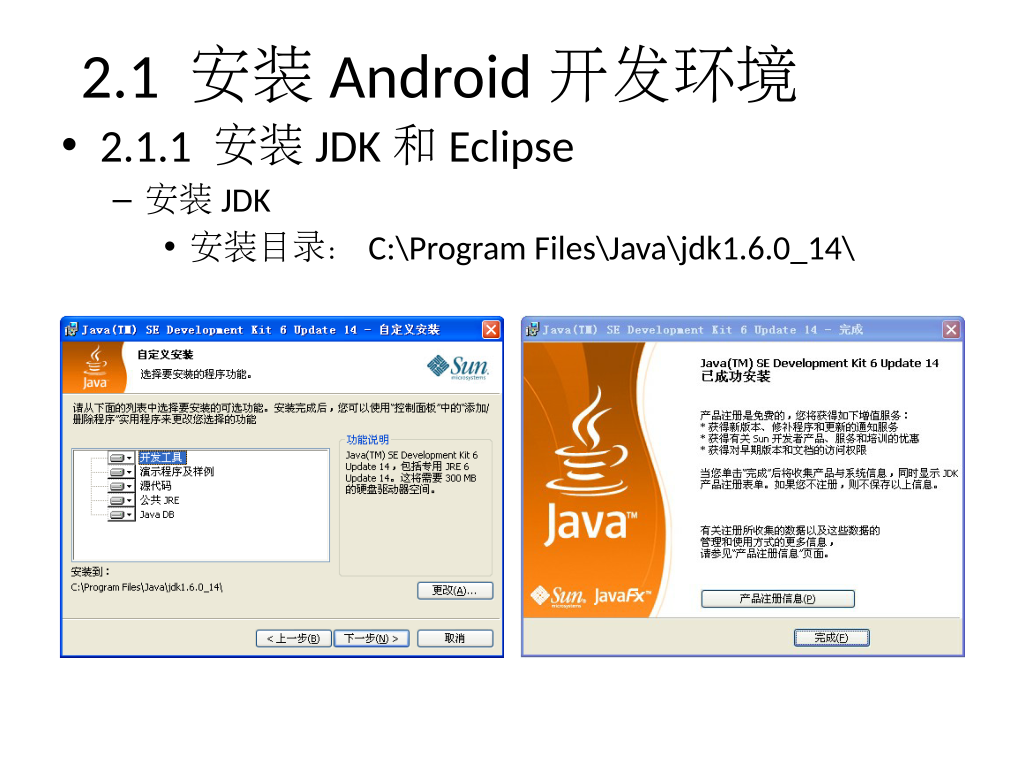 2.1 安装 Android 开发环境
• 2.1.1 安装 JDK 和 Eclipse
– 安装 JDK
• 安装目录： C:\Program Files\Java\jdk1.6.0_14\
Java(TM) SE Development Kit 6 Update 14 - 自定义安装
自定义安装
选择要安装的程序功能。
Java
Sun
microsystems
请从下面的列表中选择要安装的可选功能。安装完成后，您可以使用“控制面板”中的“添加/
删除程序”实用程序来更改您选择的功能
开发工具
演示程序及样例
源代码
公共 JRE
Java DB
功能说明
Java(TM) SE Development Kit 6
Update 14，包括专用 JRE 6
Update 14。这将需要 300 MB
的硬盘驱动器空间。
安装到：
C:\Program Files\Java\jdk1.6.0_14\
更改(A)...
< 上一步(B)
下一步(N) >
取消
Java(TM) SE Development Kit 6 Update 14 - 完成
Java(TM) SE Development Kit 6 Update 14
已成功安装
产品注册是免费的，您将获得如下增值服务：
* 获得新版本、修补程序和更新的通知服务
* 获得有关 Sun 开发者产品、服务和培训的优惠
* 获得对早期版本和文档的访问权限
当您单击“完成”后将收集产品与系统信息，同时显示 JDK
产品注册表单。如果您不注册，则不保存以上信息。
有关注册所收集的数据以及这些数据的
管理和使用方式的更多信息，
请参见“产品注册信息”页面。
Java™
Sun microsystems JavaFX™
产品注册信息(P)
完成(F)